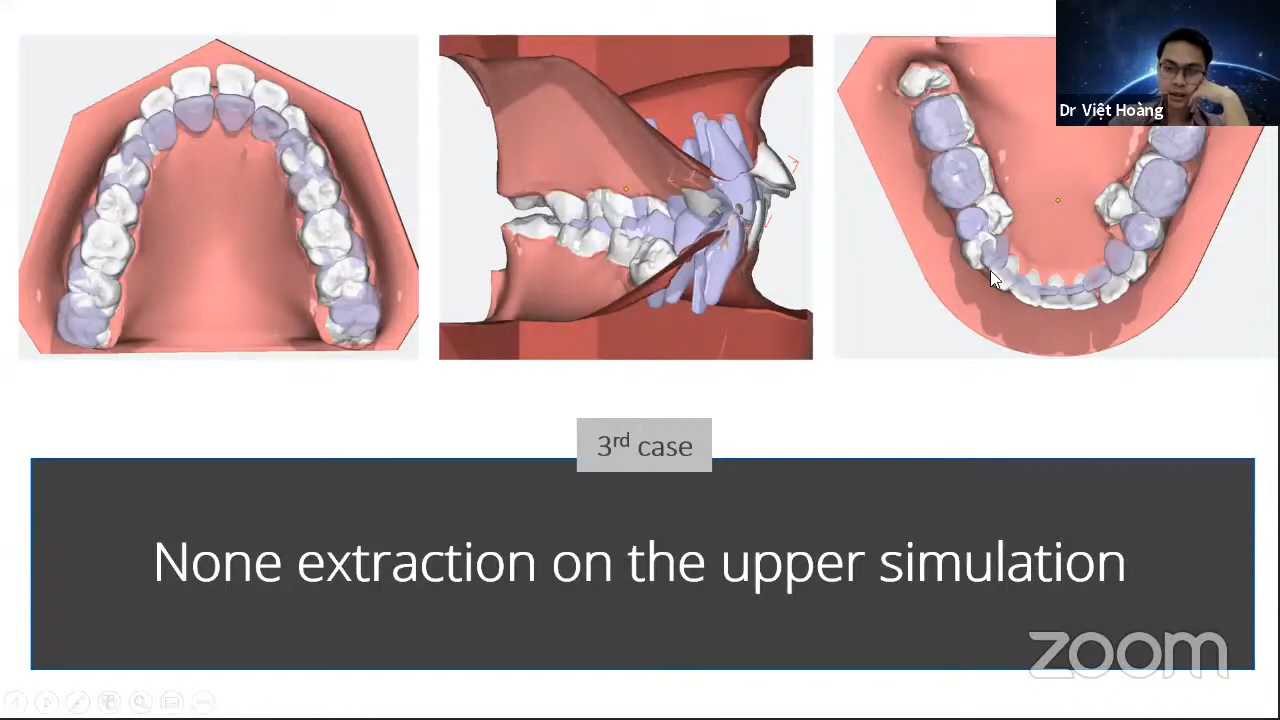 Dr Việt Hoàng
3rd case
None extraction on the upper simulation
zoom